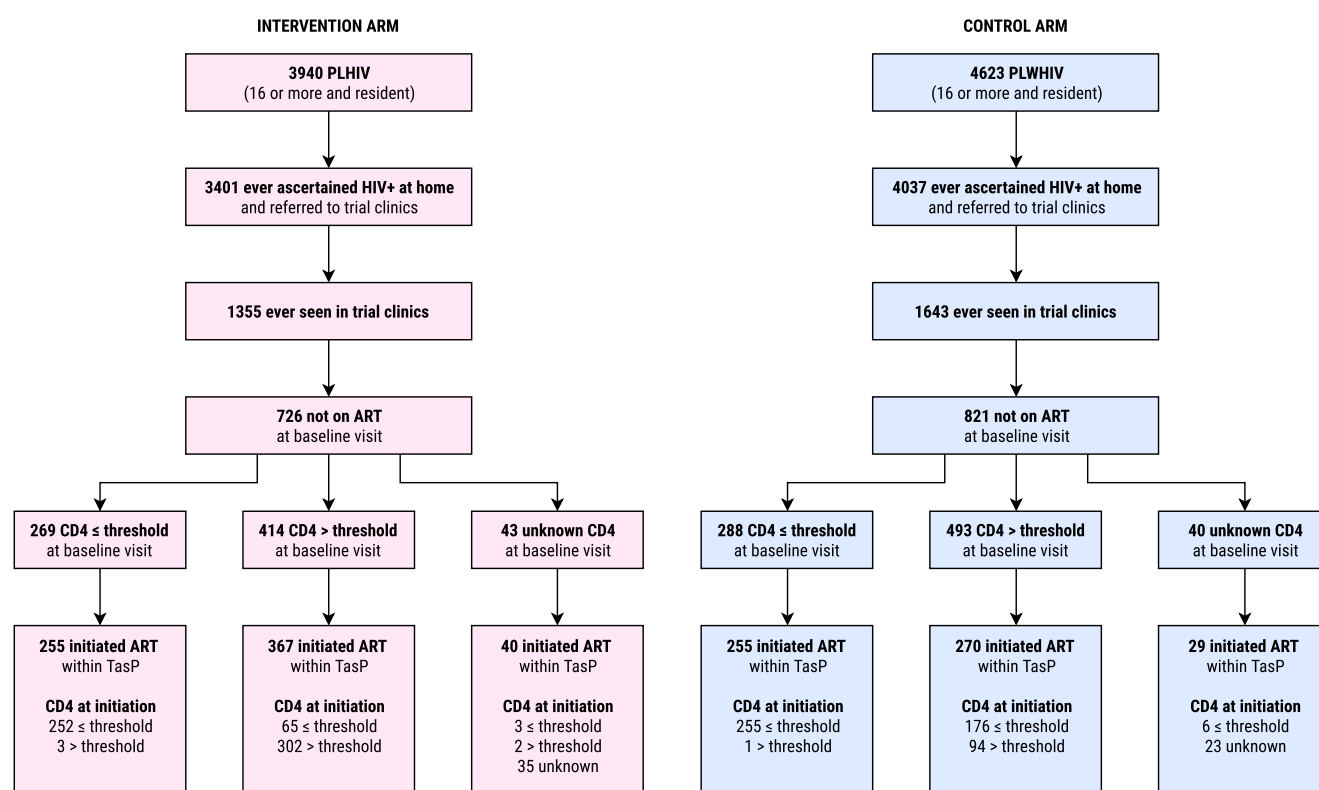 INTERVENTION ARM
3940 PLHIV
(16 or more and resident)
3401 ever ascertained HIV+ at home
and referred to trial clinics
1355 ever seen in trial clinics
726 not on ART
at baseline visit
269 CD4 ≤ threshold
at baseline visit
414 CD4 > threshold
at baseline visit
43 unknown CD4
at baseline visit
255 initiated ART
within TasP
CD4 at initiation
252 ≤ threshold
3 > threshold
367 initiated ART
within TasP
CD4 at initiation
65 ≤ threshold
302 > threshold
40 initiated ART
within TasP
CD4 at initiation
3 ≤ threshold
2 > threshold
35 unknown
CONTROL ARM
4623 PLWHIV
(16 or more and resident)
4037 ever ascertained HIV+ at home
and referred to trial clinics
1643 ever seen in trial clinics
821 not on ART
at baseline visit
288 CD4 ≤ threshold
at baseline visit
493 CD4 > threshold
at baseline visit
40 unknown CD4
at baseline visit
255 initiated ART
within TasP
CD4 at initiation
255 ≤ threshold
1 > threshold
270 initiated ART
within TasP
CD4 at initiation
176 ≤ threshold
94 > threshold
29 initiated ART
within TasP
CD4 at initiation
6 ≤ threshold
23 unknown